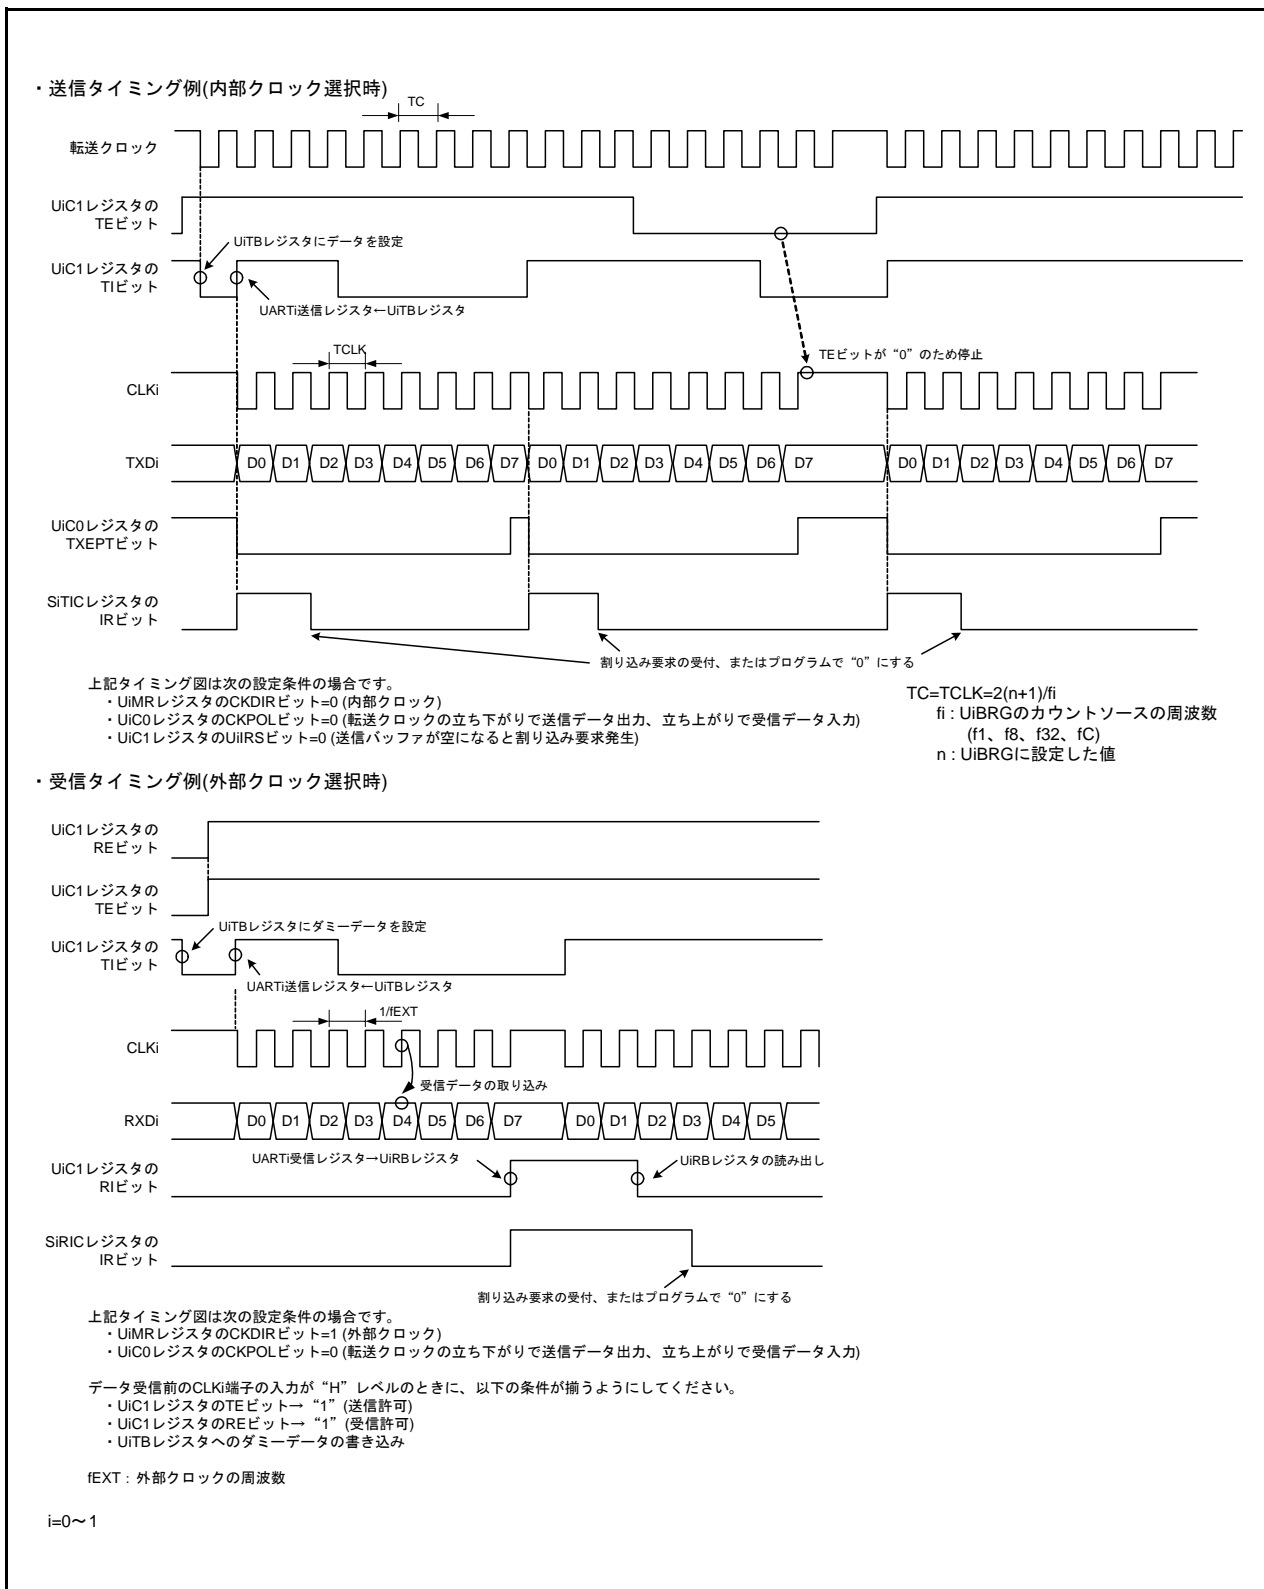 ・送信タイミング例(内部クロック選択時)
TC
転送クロック
UiC1レジスタの
TEビット
UiTBレジスタにデータを設定
UiC1レジスタの
TIビット
UARTi送信レジスタ←UiTBレジスタ
TCLK
TEビットが“0”のため停止
CLKi
TXDi
D0 D1 D2 D3 D4 D5 D6 D7 D0 D1 D2 D3 D4 D5 D6 D7 D0 D1 D2 D3 D4 D5 D6 D7
UiC0レジスタの
TXEPTビット
SiTICレジスタの
IRビット
割り込み要求の受付、またはプログラムで“0”にする
上記タイミング図は次の設定条件の場合です。
・UiMRレジスタのCKDIRビット=0 (内部クロック)
・UiC0レジスタのCKPOLビット=0 (転送クロックの立ち下がりで送信データ出力、立ち上がりで受信データ入力)
・UiC1レジスタのUiIRSビット=0 (送信バッファが空になると割り込み要求発生)
TC=TCLK=2(n+1)/fi
fi : UiBRGのカウントソースの周波数
(f1、f8、f32、fC)
n : UiBRGに設定した値
・受信タイミング例(外部クロック選択時)
UiC1レジスタの
REビット
UiC1レジスタの
TEビット
UiTBレジスタにダミーデータを設定
UiC1レジスタの
TIビット
UARTi送信レジスタ←UiTBレジスタ
1/fEXT
CLKi
受信データの取り込み
RXDi
D0 D1 D2 D3 D4 D5 D6 D7 D0 D1 D2 D3 D4 D5
UARTi受信レジスタ→UiRBレジスタ
UiRBレジスタの読み出し
UiC1レジスタの
RIビット
SiRICレジスタの
IRビット
割り込み要求の受付、またはプログラムで“0”にする
上記タイミング図は次の設定条件の場合です。
・UiMRレジスタのCKDIRビット=1 (外部クロック)
・UiC0レジスタのCKPOLビット=0 (転送クロックの立ち下がりで送信データ出力、立ち上がりで受信データ入力)
データ受信前のCLKi端子の入力が“H”レベルのときに、以下の条件が揃うようにしてください。
・UiC1レジスタのTEビット→“1”(送信許可)
・UiC1レジスタのREビット→“1”(受信許可)
・UiTBレジスタへのダミーデータの書き込み
fEXT : 外部クロックの周波数
i=0～1